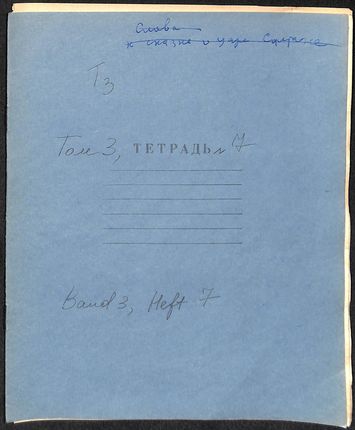 Слова
к сказке о царе
Т3
Том 3, ТЕТРАДЬ № 7
Band 3, Heft 7